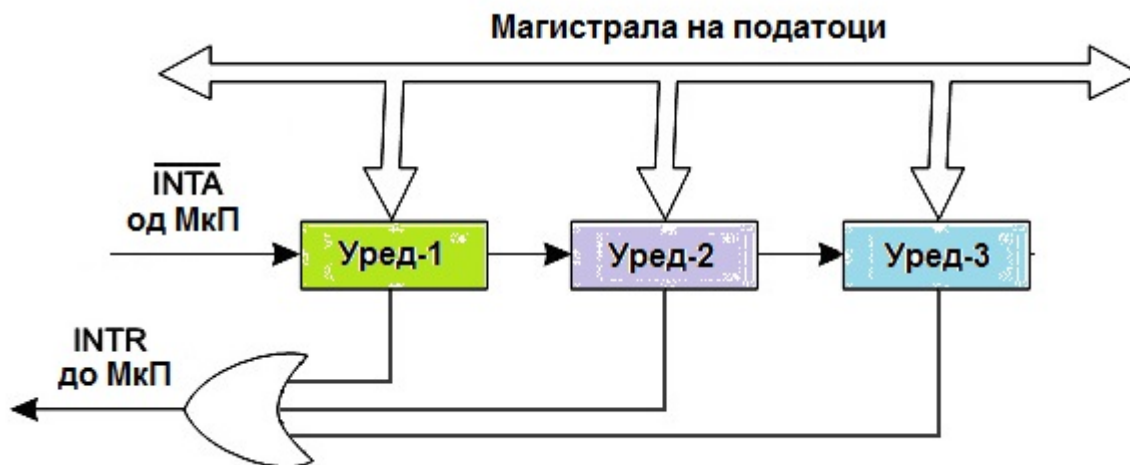 Магистрала на податоци
INTA
од МкП
Уред-1
Уред-2
Уред-3
INTR
до МкП